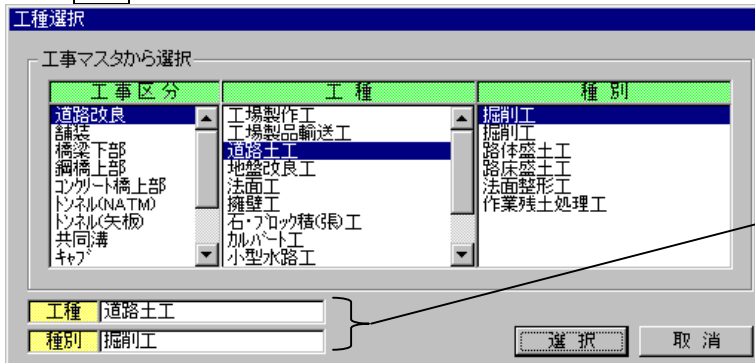 工種選択
工事マスタから選択
工事区分
道路改良
舗装
橋梁下部
鋼橋上部
ｺﾝｸﾘｰﾄ橋上部
ﾄﾝﾈﾙ(NATM)
ﾄﾝﾈﾙ(矢板)
共同溝
ｷｬﾌﾞ
工種
工場製作工
工場製品輸送工
道路土工
地盤改良工
法面工
擁壁工
石･ﾌﾞﾛｯｸ積(張)工
ｶﾙﾊﾞｰﾄ工
小型水路工
種別
掘削工
掘削工
路体盛土工
路床盛土工
法面整形工
作業残土処理工
工種 道路土工
種別 掘削工
選択 取消